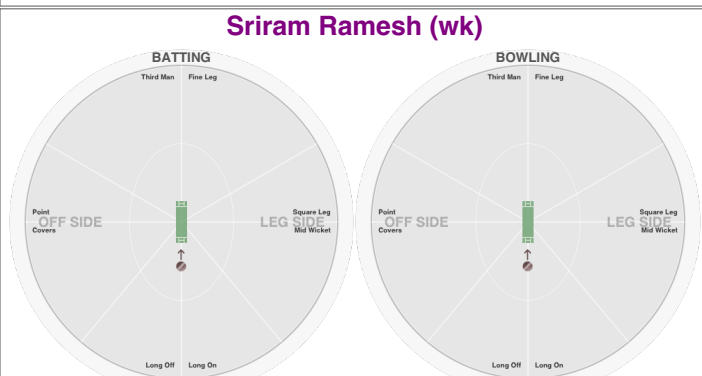 Sriram Ramesh (wk)
BATTING
Third Man Fine Leg
Point
OFF SIDE
Covers
Square Leg
LEG SIDE
Mid Wicket
Long Off Long On
BOWLING
Third Man Fine Leg
Point
OFF SIDE
Covers
Square Leg
LEG SIDE
Mid Wicket
Long Off Long On